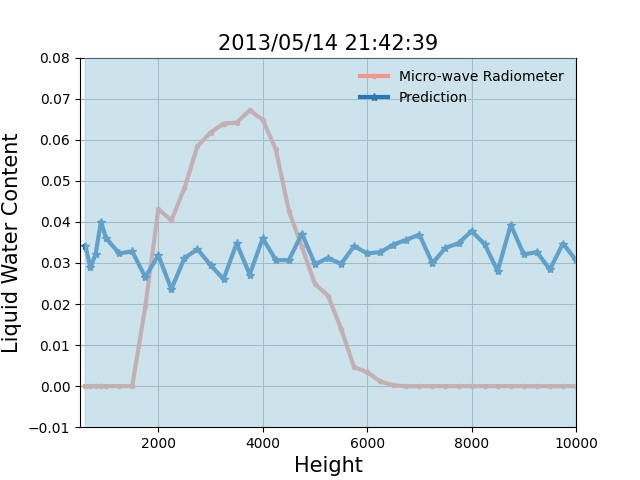 2013/05/14 21:42:39
Micro-wave Radiometer
Prediction
Liquid Water Content
0.08
0.07
0.06
0.05
0.04
0.03
0.02
0.01
0.00
−0.01
2000 4000 6000 8000 10000
Height